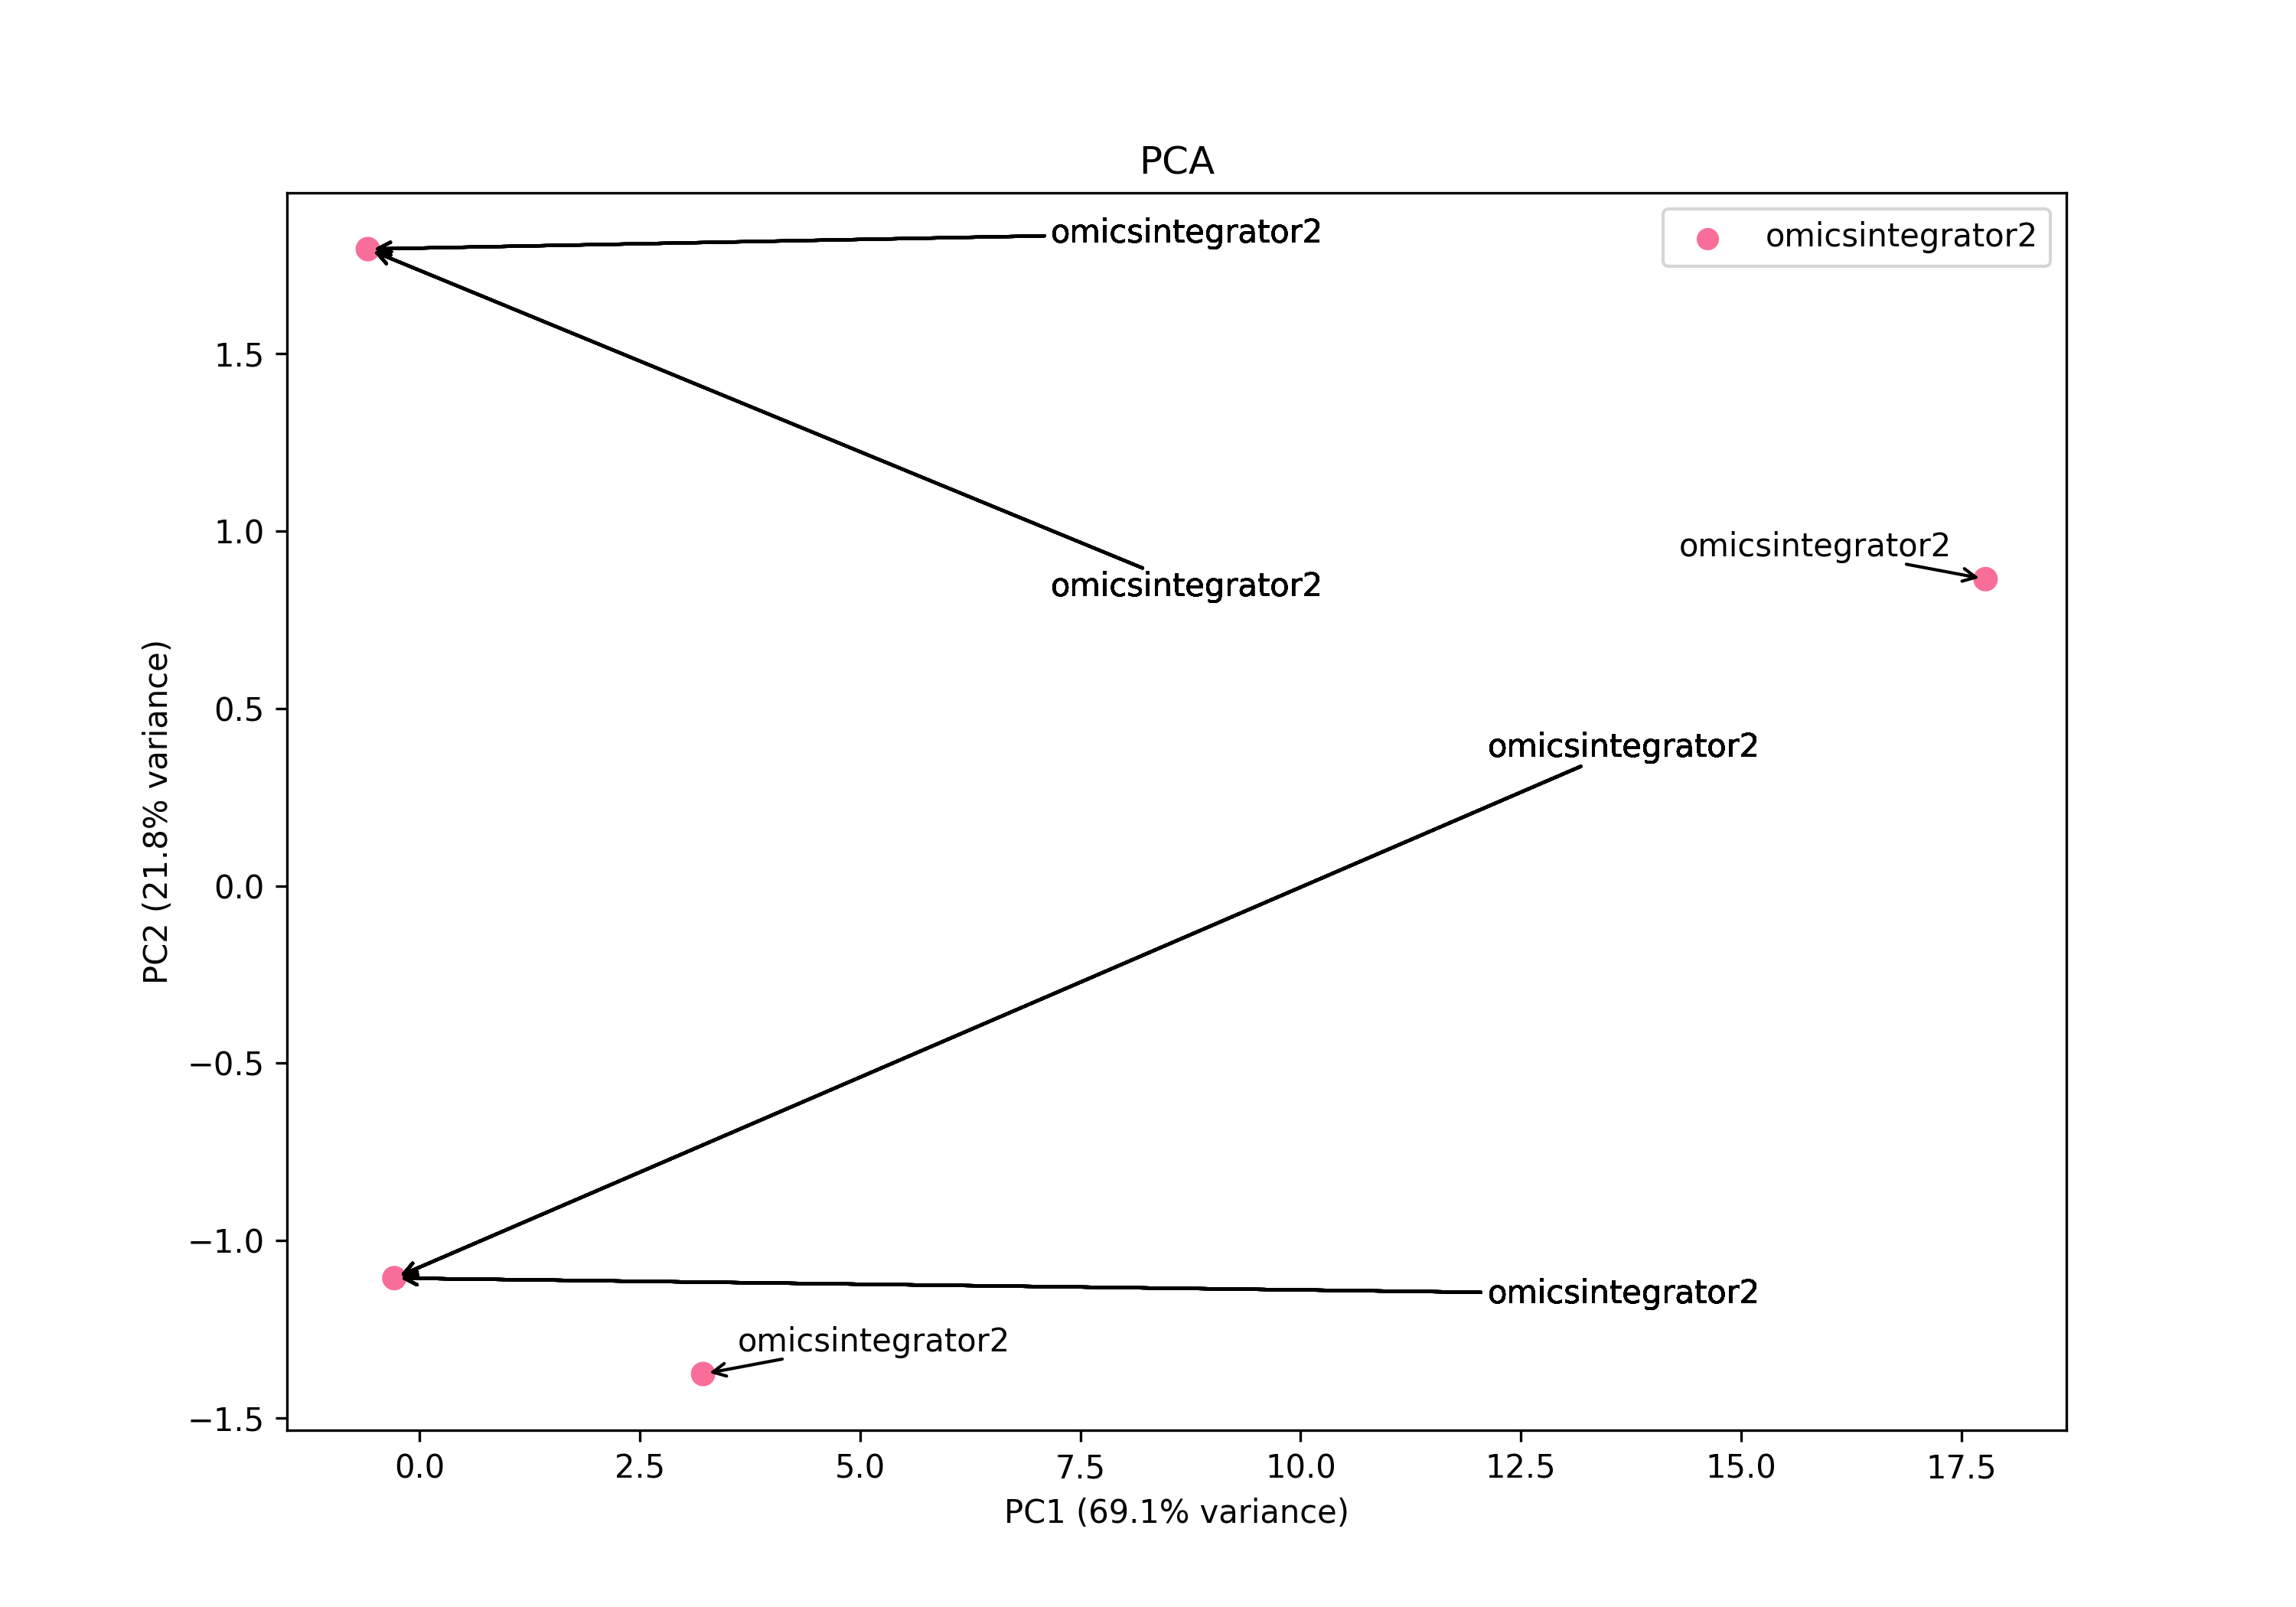 PCA
omicsintegrator2
omicsintegrator2
omicsintegrator2
omicsintegrator2
omicsintegrator2
omicsintegrator2
omicsintegrator2
1.5
1.0
0.5
0.0
−0.5
−1.0
−1.5
PC2 (21.8% variance)
0.0 2.5 5.0 7.5 10.0 12.5 15.0 17.5
PC1 (69.1% variance)